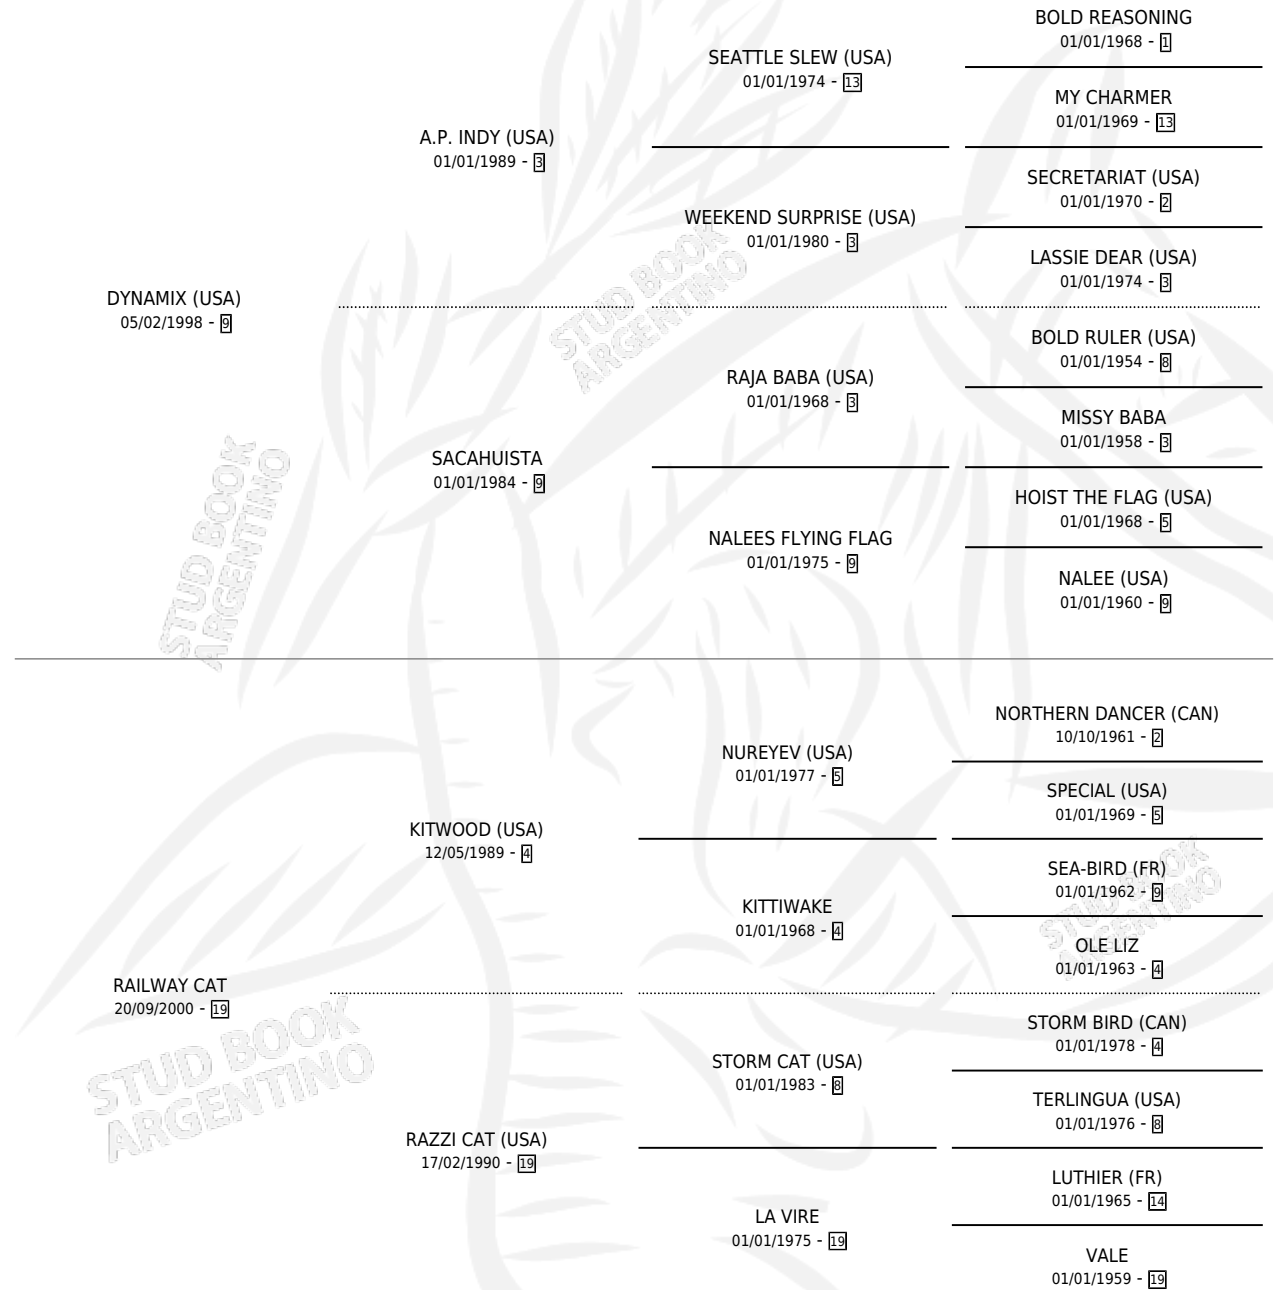 BOLD REASONING
01/01/1968 - 1
SEATTLE SLEW (USA)
01/01/1974 - 13
MY CHARMER
01/01/1969 - 13
A.P. INDY (USA)
01/01/1989 - 3
SECRETARIAT (USA)
01/01/1970 - 2
WEEKEND SURPRISE (USA)
01/01/1980 - 3
LASSIE DEAR (USA)
01/01/1974 - 3
DYNAMIX (USA)
05/02/1998 - 9
BOLD RULER (USA)
01/01/1954 - 8
RAJA BABA (USA)
01/01/1968 - 3
MISSY BABA
01/01/1958 - 3
SACAHUISTA
01/01/1984 - 9
HOIST THE FLAG (USA)
01/01/1968 - 5
NALEES FLYING FLAG
01/01/1975 - 9
NALEE (USA)
01/01/1960 - 9
NORTHERN DANCER (CAN)
10/10/1961 - 2
NUREYEV (USA)
01/01/1977 - 5
SPECIAL (USA)
01/01/1969 - 5
KITWOOD (USA)
12/05/1989 - 4
SEA-BIRD (FR)
01/01/1962 - 9
KITTIWAKE
01/01/1968 - 4
OLE LIZ
01/01/1963 - 4
RAILWAY CAT
20/09/2000 - 19
STORM BIRD (CAN)
01/01/1978 - 4
STORM CAT (USA)
01/01/1983 - 8
TERLINGUA (USA)
01/01/1976 - 8
RAZZI CAT (USA)
17/02/1990 - 19
LUTHIER (FR)
01/01/1965 - 14
LA VIRE
01/01/1975 - 19
VALE
01/01/1959 - 19
STUD BOOK
ARGENTINO
STUD BOOK
ARGENTINO
STUD BOOK
ARGENTINO
STUD BOOK
ARGENTINO